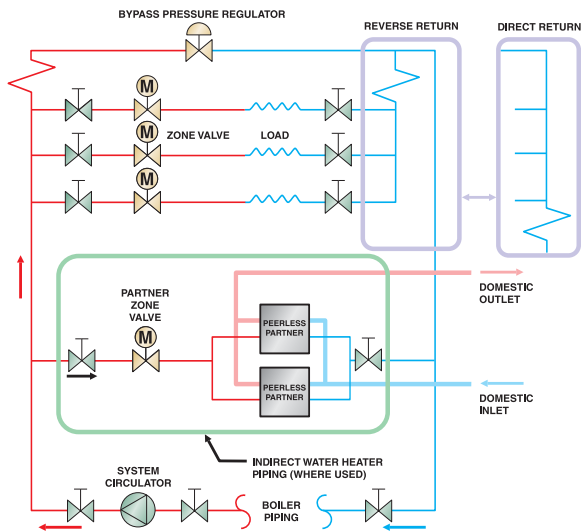 BYPASS PRESSURE REGULATOR
REVERSE RETURN
DIRECT RETURN
M
M
ZONE VALVE
LOAD
M
PARTNER
ZONE
VALVE
M
PEERLESS
PARTNER
PEERLESS
PARTNER
DOMESTIC
OUTLET
DOMESTIC
INLET
INDIRECT WATER HEATER
PIPING (WHERE USED)
SYSTEM
CIRCULATOR
BOILER
PIPING